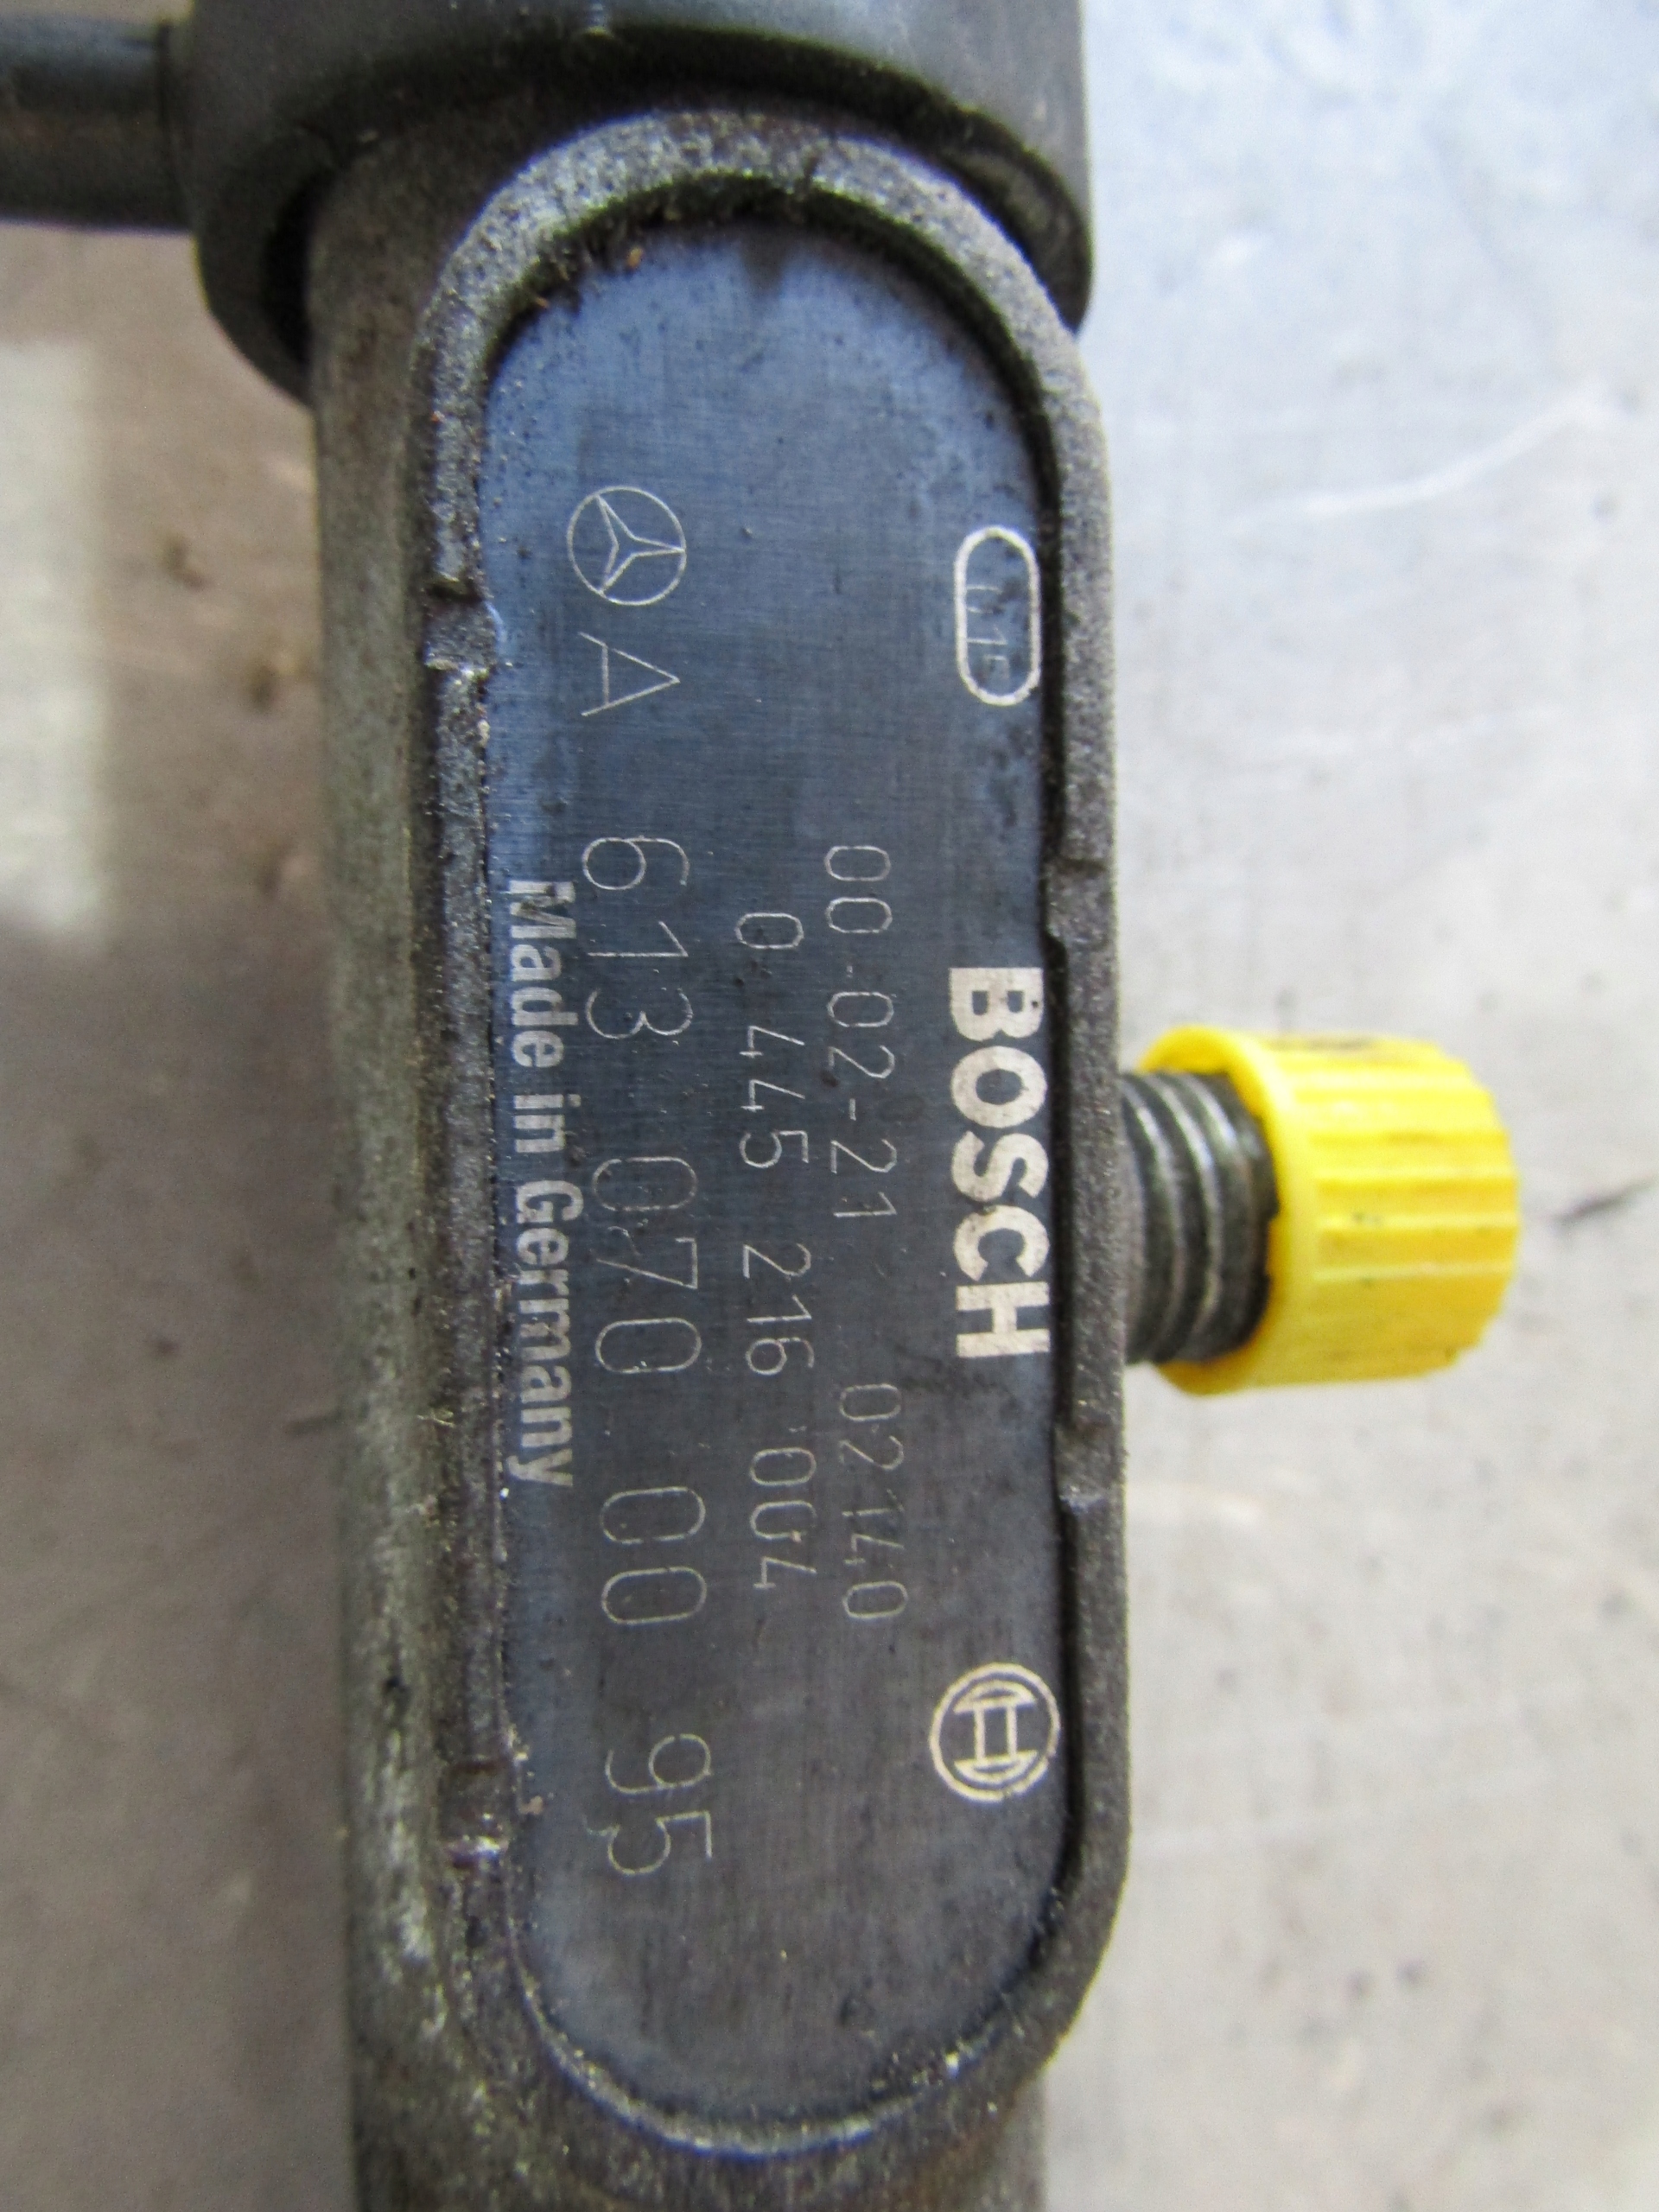 BOSCH
00-02-21 02140
0 445 216 004
A 613 070 00 95
Made in Germany